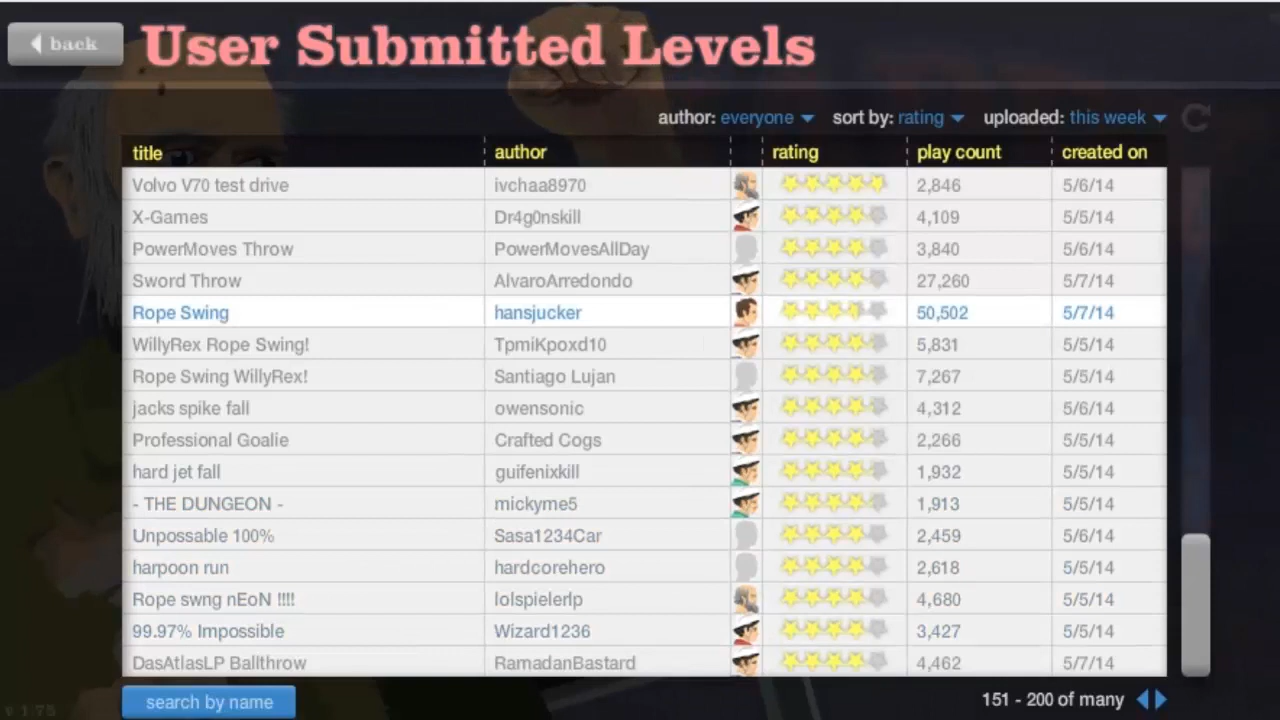 back
User Submitted Levels
author: everyone sort by: rating uploaded: this week
title author rating play count created on
Volvo V70 test drive ivchaa8970 2,846 5/6/14
X-Games Dr4g0nskill 4,109 5/5/14
PowerMoves Throw PowerMovesAllDay 3,840 5/6/14
Sword Throw AlvaroArredondo 27,260 5/7/14
Rope Swing hansjucker 50,502 5/7/14
WillyRex Rope Swing! TpmiKpoxd10 5,831 5/5/14
Rope Swing WillyRex! Santiago Lujan 7,267 5/5/14
jacks spike fall owensonic 4,312 5/6/14
Professional Goalie Crafted Cogs 2,266 5/5/14
hard jet fall guifenixkill 1,932 5/5/14
- THE DUNGEON - mickyme5 1,913 5/5/14
Unpossable 100% Sasa1234Car 2,459 5/6/14
harpoon run hardcorehero 2,618 5/5/14
Rope swng nEoN !!!! lolspielerlp 4,680 5/5/14
99.97% Impossible Wizard1236 3,427 5/5/14
DasAtlasLP Ballthrow RamadanBastard 4,462 5/7/14
search by name 151 - 200 of many
v 1.75